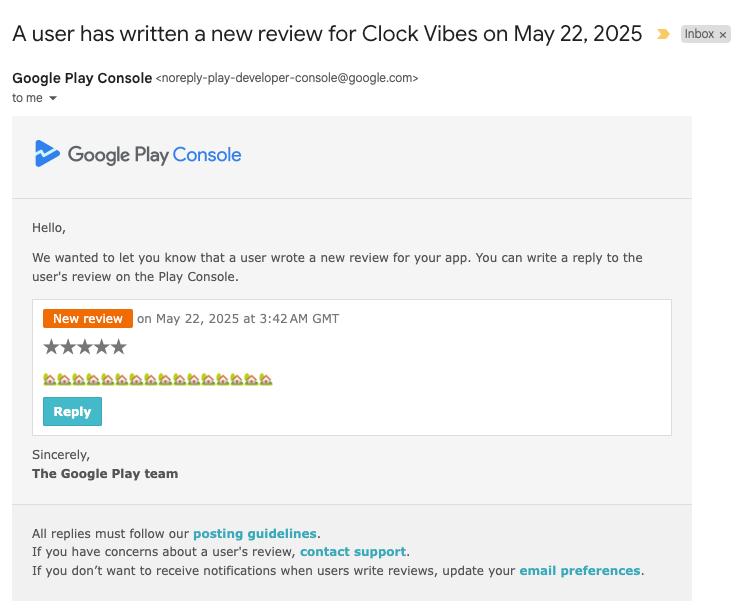 A user has written a new review for Clock Vibes on May 22, 2025
Inbox ×
Google Play Console <noreply-play-developer-console@google.com>
to me
Google Play Console
Hello,
We wanted to let you know that a user wrote a new review for your app. You can write a reply to the
user's review on the Play Console.
New review on May 22, 2025 at 3:42 AM GMT
★★★★★
🏡🏡🏡🏡🏡🏡🏡🏡🏡🏡🏡🏡🏡🏡🏡🏡
Reply
Sincerely,
The Google Play team
All replies must follow our posting guidelines.
If you have concerns about a user's review, contact support.
If you don’t want to receive notifications when users write reviews, update your email preferences.